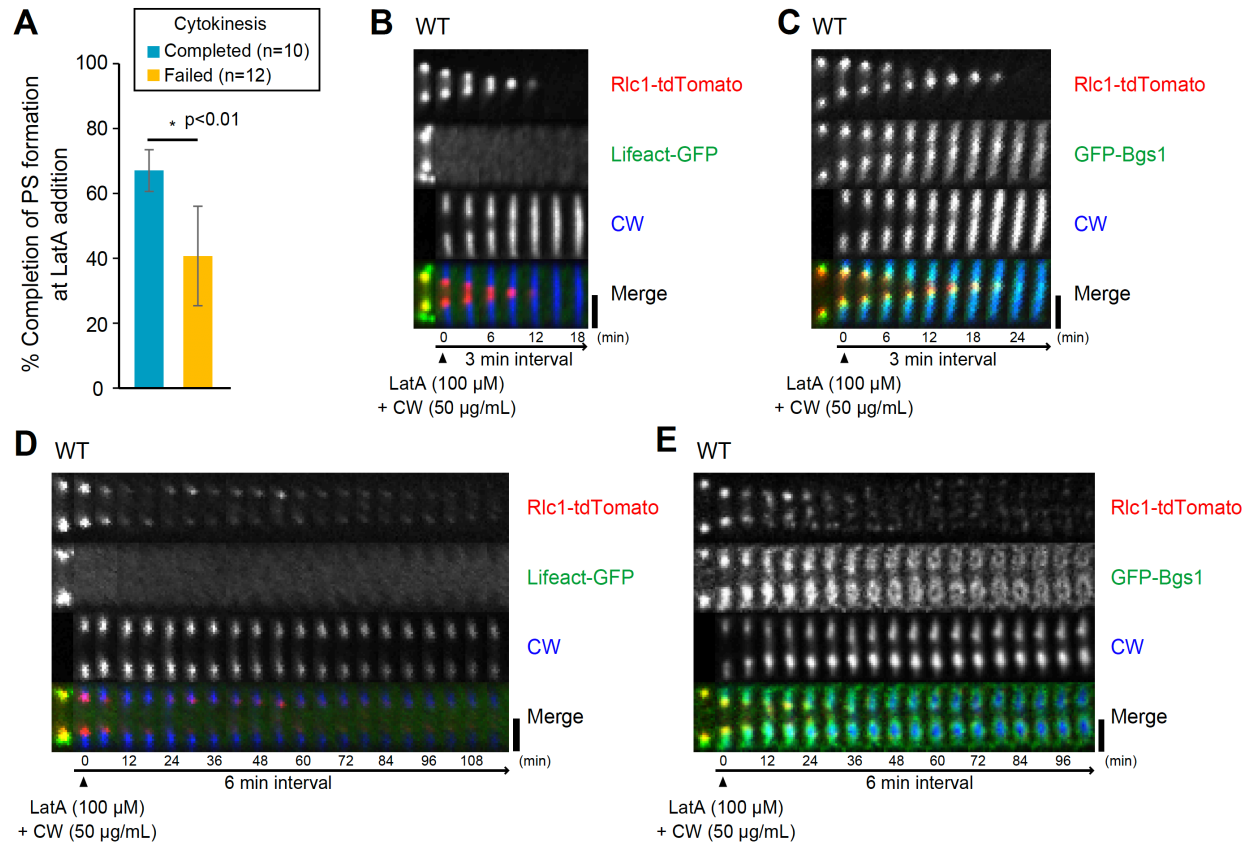 A
Cytokinesis
Completed (n=10)
Failed (n=12)
% Completion of PS formation
at LatA addition
100
80
60
40
20
0
* p<0.01
B
WT
Rlc1-tdTomato
Lifeact-GFP
CW
Merge
0 6 12 18 (min)
3 min interval
LatA (100 µM)
+ CW (50 µg/mL)
C
WT
Rlc1-tdTomato
GFP-Bgs1
CW
Merge
0 6 12 18 24 (min)
3 min interval
LatA (100 µM)
+ CW (50 µg/mL)
D
WT
Rlc1-tdTomato
Lifeact-GFP
CW
Merge
0 12 24 36 48 60 72 84 96 108 (min)
6 min interval
LatA (100 µM)
+ CW (50 µg/mL)
E
WT
Rlc1-tdTomato
GFP-Bgs1
CW
Merge
0 12 24 36 48 60 72 84 96 (min)
6 min interval
LatA (100 µM)
+ CW (50 µg/mL)